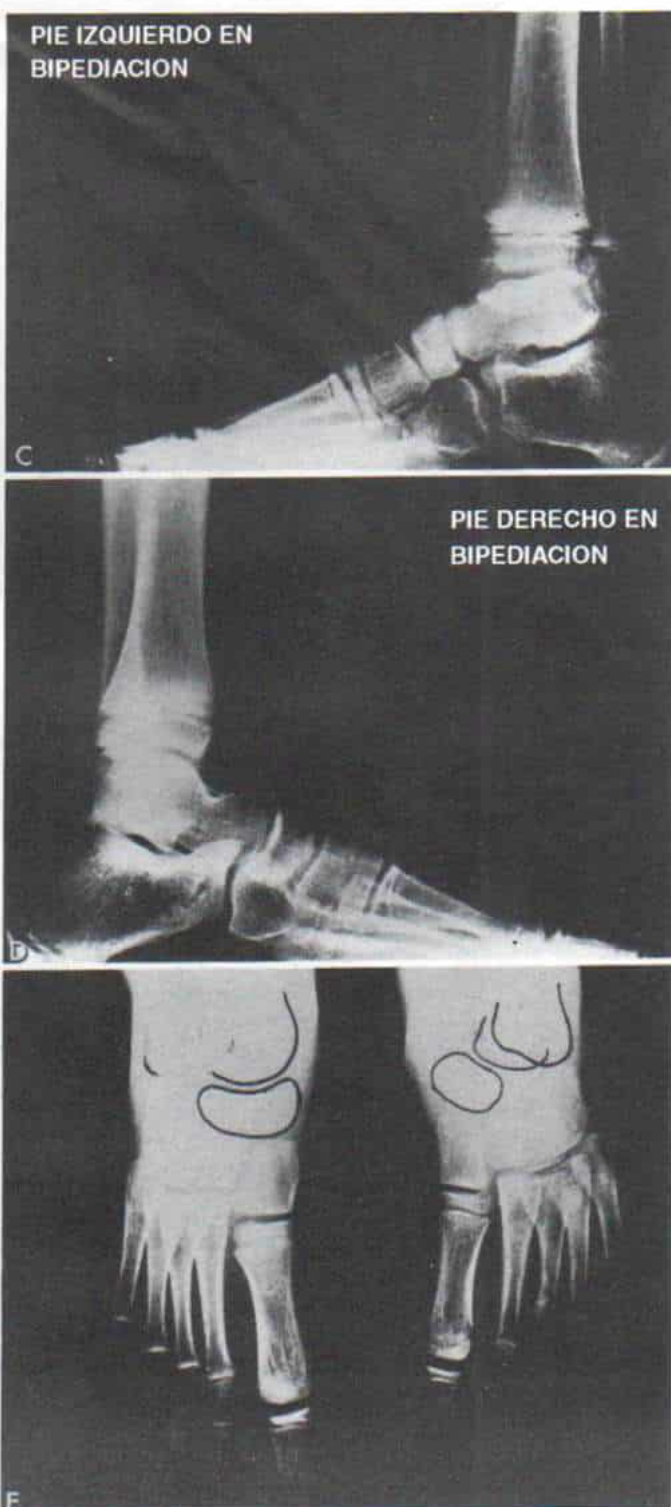 PIE IZQUIERDO EN
BIPEDIACION
C
PIE DERECHO EN
BIPEDIACION
D
E